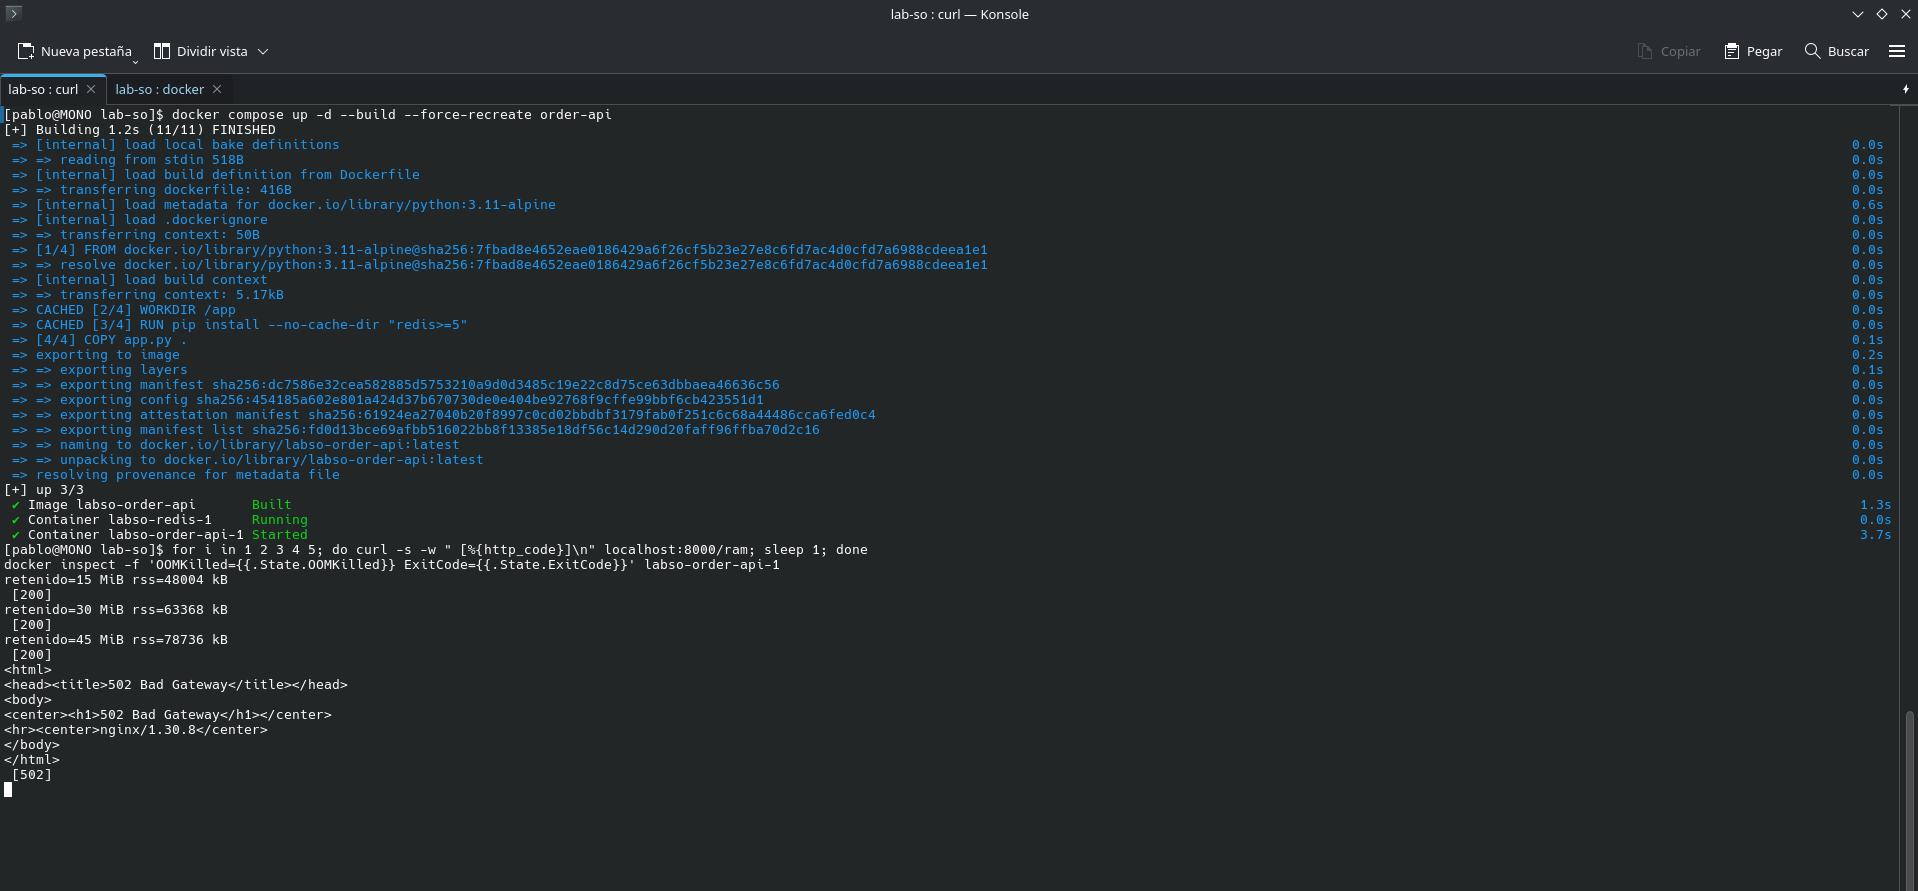 lab-so : curl — Konsole
Nueva pestaña
Dividir vista
Copiar
Pegar
Buscar
lab-so : curl
lab-so : docker
[pablo@MONO lab-so]$ docker compose up -d --build --force-recreate order-api
[+] Building 1.2s (11/11) FINISHED
=> [internal] load local bake definitions 0.0s
=> => reading from stdin 518B 0.0s
=> [internal] load build definition from Dockerfile 0.0s
=> => transferring dockerfile: 416B 0.0s
=> [internal] load metadata for docker.io/library/python:3.11-alpine 0.6s
=> [internal] load .dockerignore 0.0s
=> => transferring context: 50B 0.0s
=> [1/4] FROM docker.io/library/python:3.11-alpine@sha256:7fbad8e4652eae0186429a6f26cf5b23e27e8c6fd7ac4d0cfd7a6988cdeea1e1 0.0s
=> => resolve docker.io/library/python:3.11-alpine@sha256:7fbad8e4652eae0186429a6f26cf5b23e27e8c6fd7ac4d0cfd7a6988cdeea1e1 0.0s
=> [internal] load build context 0.0s
=> => transferring context: 5.17kB 0.0s
=> CACHED [2/4] WORKDIR /app 0.0s
=> CACHED [3/4] RUN pip install --no-cache-dir "redis>=5" 0.0s
=> [4/4] COPY app.py . 0.1s
=> exporting to image 0.2s
=> => exporting layers 0.1s
=> => exporting manifest sha256:dc7586e32cea582885d5753210a9d0d3485c19e22c8d75ce63dbbaea46636c56 0.0s
=> => exporting config sha256:454185a602e801a424d37b670730de0e404be92768f9cffe99bbf6cb423551d1 0.0s
=> => exporting attestation manifest sha256:61924ea27040b20f8997c0cd02bbdbf3179fab0f251c6c68a44486cca6fed0c4 0.0s
=> => exporting manifest list sha256:fd0d13bce69afbb516022bb8f13385e18df56c14d290d20faff96ffba70d2c16 0.0s
=> => naming to docker.io/library/labso-order-api:latest 0.0s
=> => unpacking to docker.io/library/labso-order-api:latest 0.0s
=> resolving provenance for metadata file 0.0s
[+] up 3/3
✔ Image labso-order-api Built 1.3s
✔ Container labso-redis-1 Running 0.0s
✔ Container labso-order-api-1 Started 3.7s
[pablo@MONO lab-so]$ for i in 1 2 3 4 5; do curl -s -w " [%{http_code}]\n" localhost:8000/ram; sleep 1; done
docker inspect -f 'OOMKilled={{.State.OOMKilled}} ExitCode={{.State.ExitCode}}' labso-order-api-1
retenido=15 MiB rss=48004 kB
[200]
retenido=30 MiB rss=63368 kB
[200]
retenido=45 MiB rss=78736 kB
[200]
<html>
<head><title>502 Bad Gateway</title></head>
<body>
<center><h1>502 Bad Gateway</h1></center>
<hr><center>nginx/1.30.8</center>
</body>
</html>
[502]